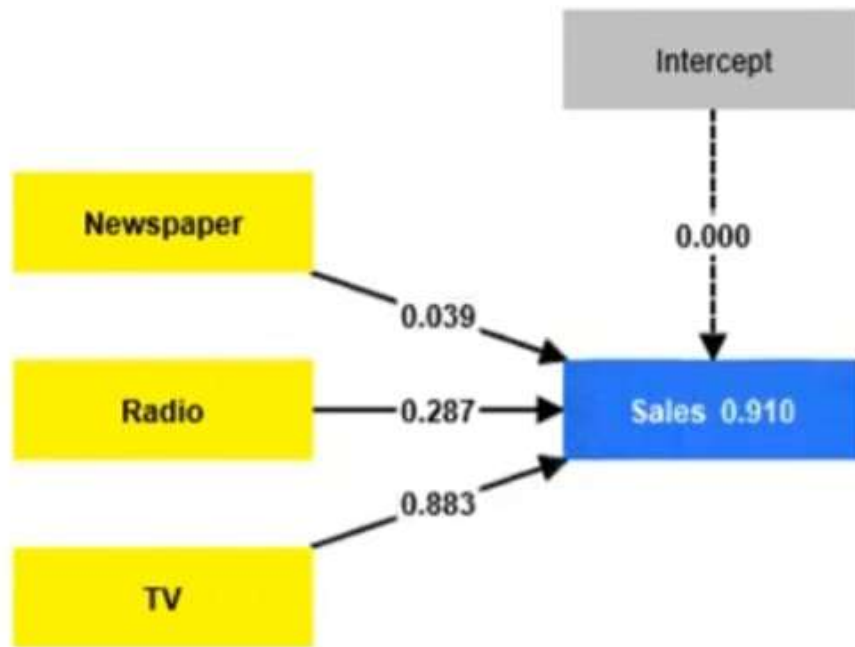 Intercept
Newspaper
0.000
0.039
Radio
0.287
Sales 0.910
0.883
TV